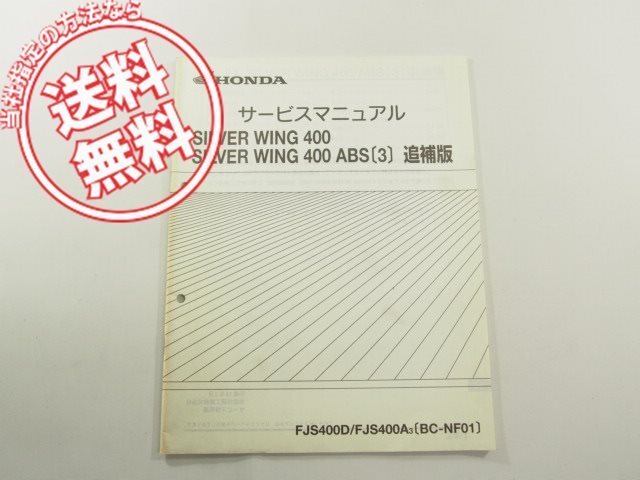 当社指定の方法なら
送料
無料
HONDA
サービスマニュアル
SILVER WING 400
SILVER WING 400 ABS〔3〕 追補版
FJS400D/FJS400A₃〔BC-NF01〕